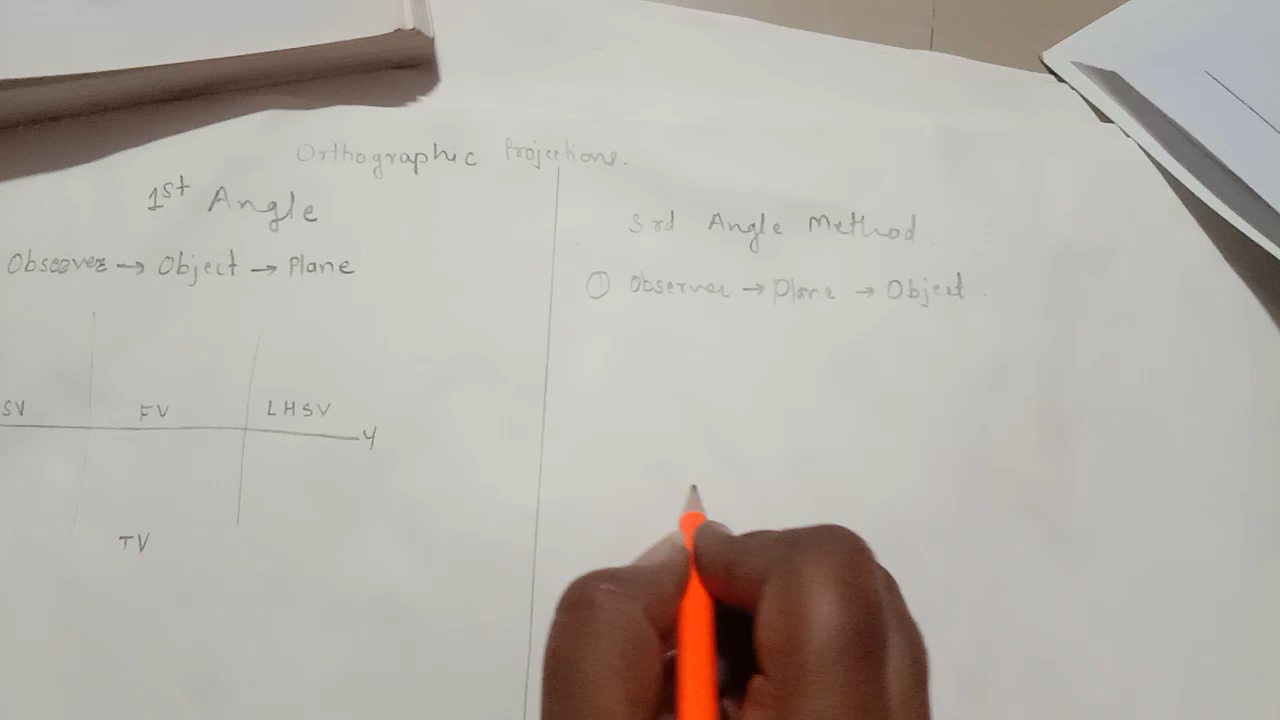 Orthographic Projections.
1st Angle
Observer → Object → Plane
SV FV LHSV
y
TV
3rd Angle Method.
① Observer → Plane → Object.